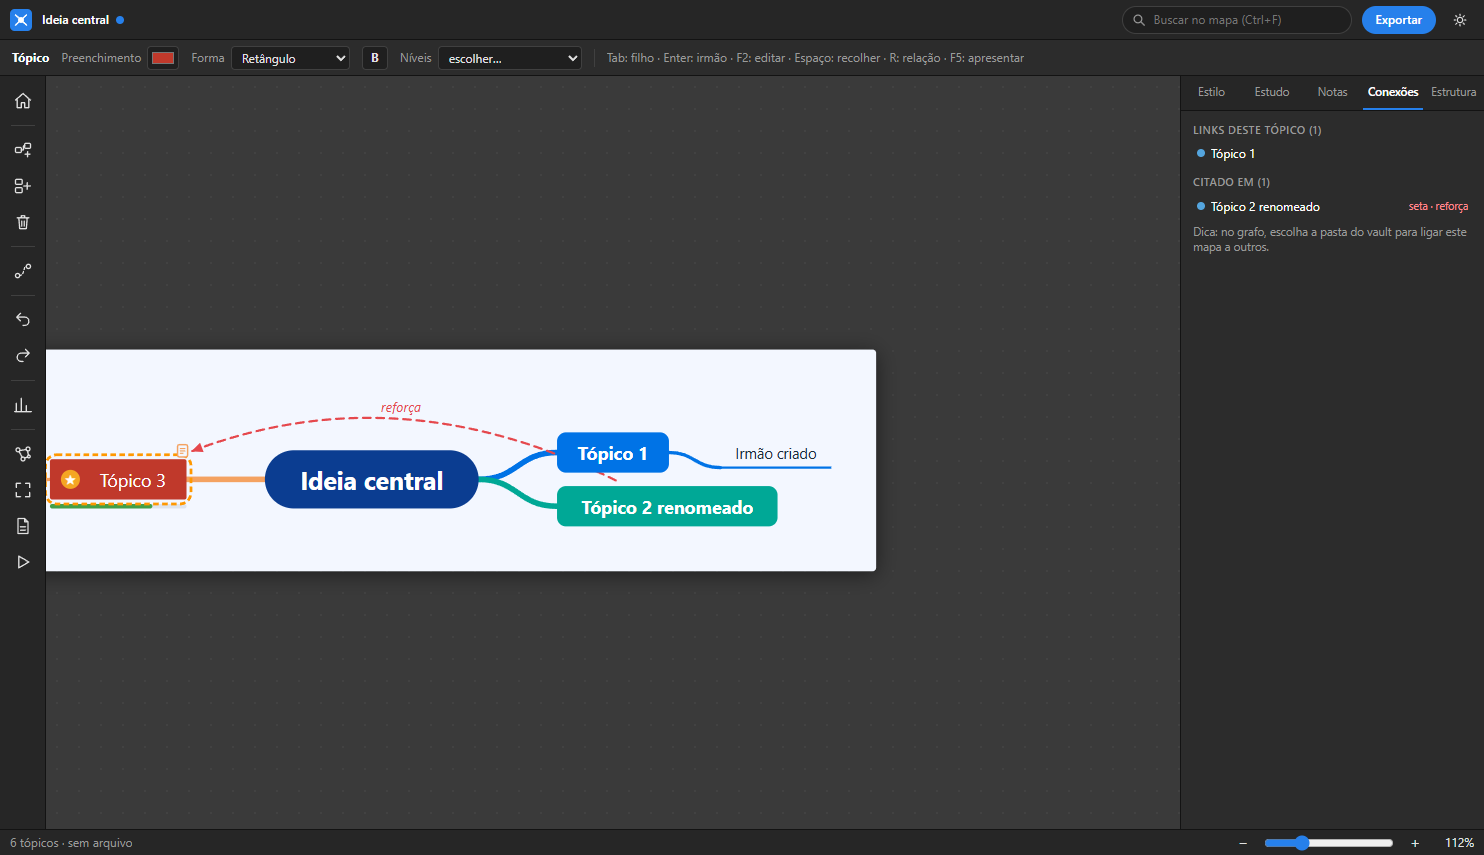 Ideia central
Buscar no mapa (Ctrl+F)
Exportar
Tópico Preenchimento Forma Retângulo B Níveis escolher... Tab: filho · Enter: irmão · F2: editar · Espaço: recolher · R: relação · F5: apresentar
Estilo Estudo Notas Conexões Estrutura
LINKS DESTE TÓPICO (1)
Tópico 1
CITADO EM (1)
Tópico 2 renomeado seta · reforça
Dica: no grafo, escolha a pasta do vault para ligar este
mapa a outros.
reforça
Tópico 3
Ideia central
Tópico 1
Irmão criado
Tópico 2 renomeado
6 tópicos · sem arquivo
− + 112%